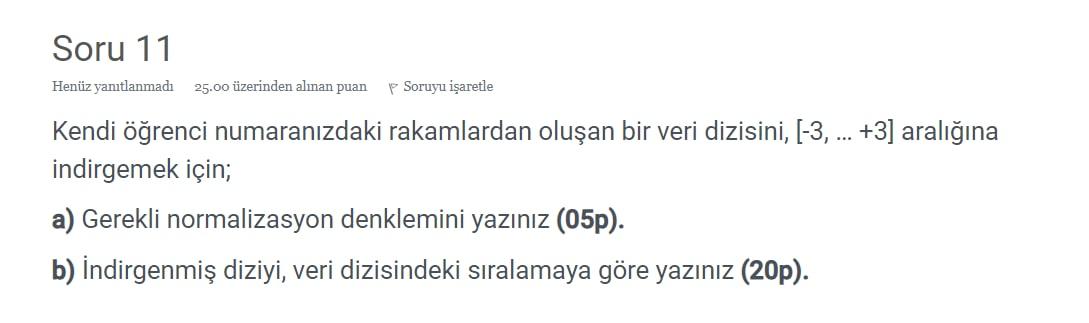 Soru 11
Henüz yanıtlanmadı 25.00 üzerinden alınan puan Soruyu işaretle
Kendi öğrenci numaranızdaki rakamlardan oluşan bir veri dizisini, [-3, ... +3] aralığına
indirgemek için;
a) Gerekli normalizasyon denklemini yazınız (05p).
b) İndirgenmiş diziyi, veri dizisindeki sıralamaya göre yazınız (20p).